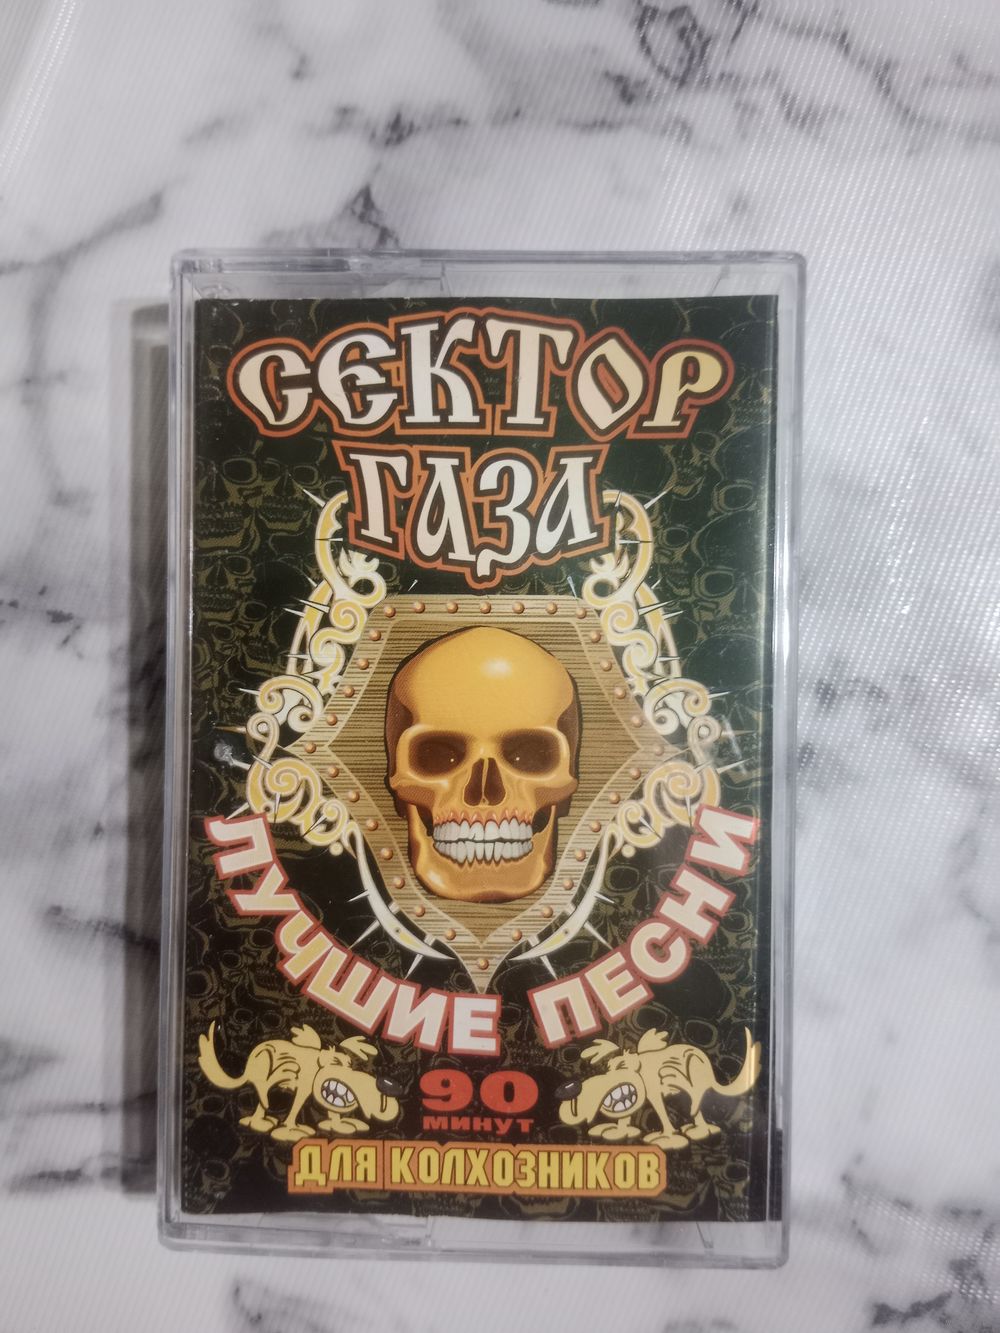 СЕКТОР
ГАЗА
ЛУЧШИЕ ПЕСНИ
90
МИНУТ
ДЛЯ КОЛХОЗНИКОВ